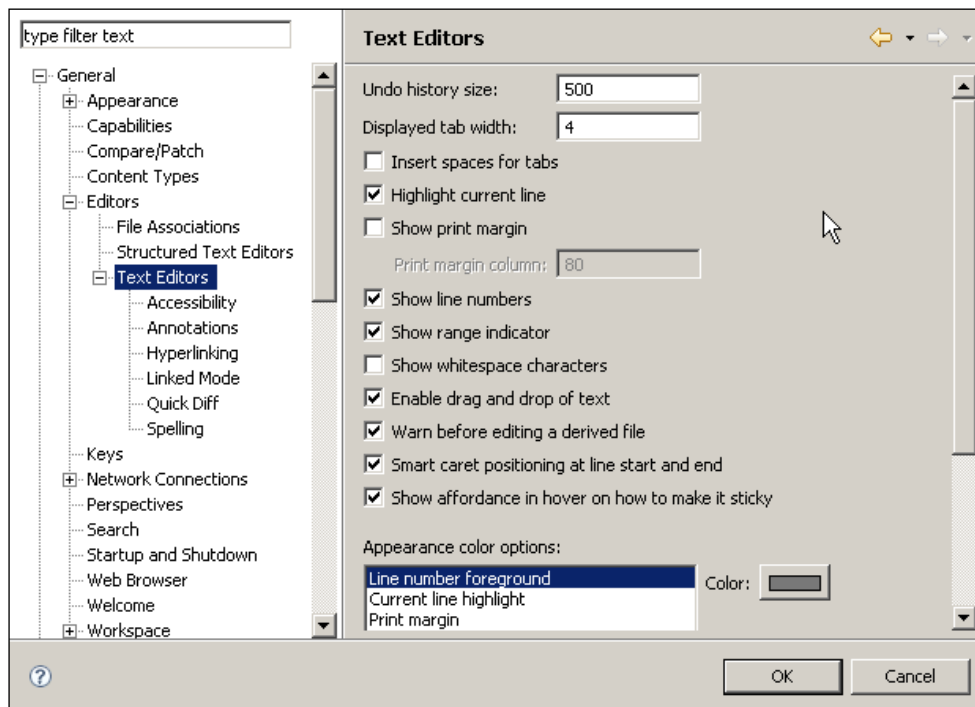 type filter text
General
Appearance
Capabilities
Compare/Patch
Content Types
Editors
File Associations
Structured Text Editors
Text Editors
Accessibility
Annotations
Hyperlinking
Linked Mode
Quick Diff
Spelling
Keys
Network Connections
Perspectives
Search
Startup and Shutdown
Web Browser
Welcome
Workspace
Text Editors
Undo history size: 500
Displayed tab width: 4
Insert spaces for tabs
Highlight current line
Show print margin
Print margin column: 80
Show line numbers
Show range indicator
Show whitespace characters
Enable drag and drop of text
Warn before editing a derived file
Smart caret positioning at line start and end
Show affordance in hover on how to make it sticky
Appearance color options:
Line number foreground
Current line highlight
Print margin
Color:
?
OK
Cancel